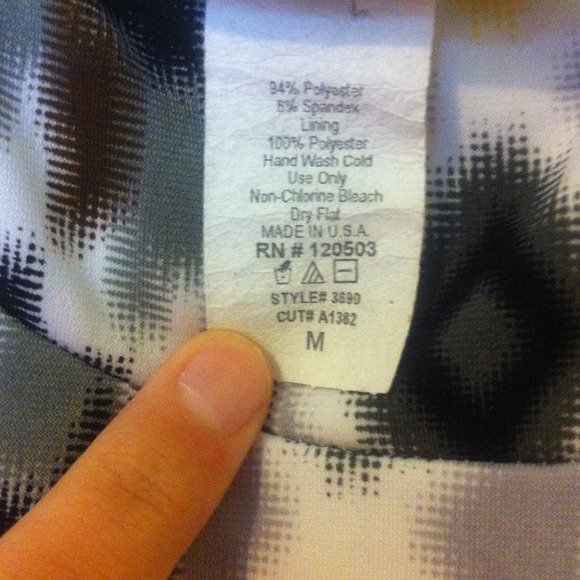 94% Polyester
6% Spandex
Lining
100% Polyester
Hand Wash Cold
Use Only
Non-Chlorine Bleach
Dry Flat
MADE IN U.S.A.
RN # 120503
STYLE# 3690
CUT# A1382
M